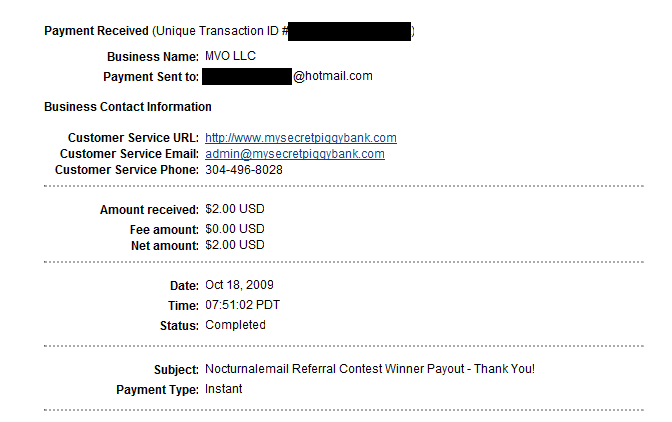 Payment Received (Unique Transaction ID # )
Business Name: MVO LLC
Payment Sent to: @hotmail.com
Business Contact Information
Customer Service URL: http://www.mysecretpiggybank.com
Customer Service Email: admin@mysecretpiggybank.com
Customer Service Phone: 304-496-8028
Amount received: $2.00 USD
Fee amount: $0.00 USD
Net amount: $2.00 USD
Date: Oct 18, 2009
Time: 07:51:02 PDT
Status: Completed
Subject: Nocturnalemail Referral Contest Winner Payout - Thank You!
Payment Type: Instant